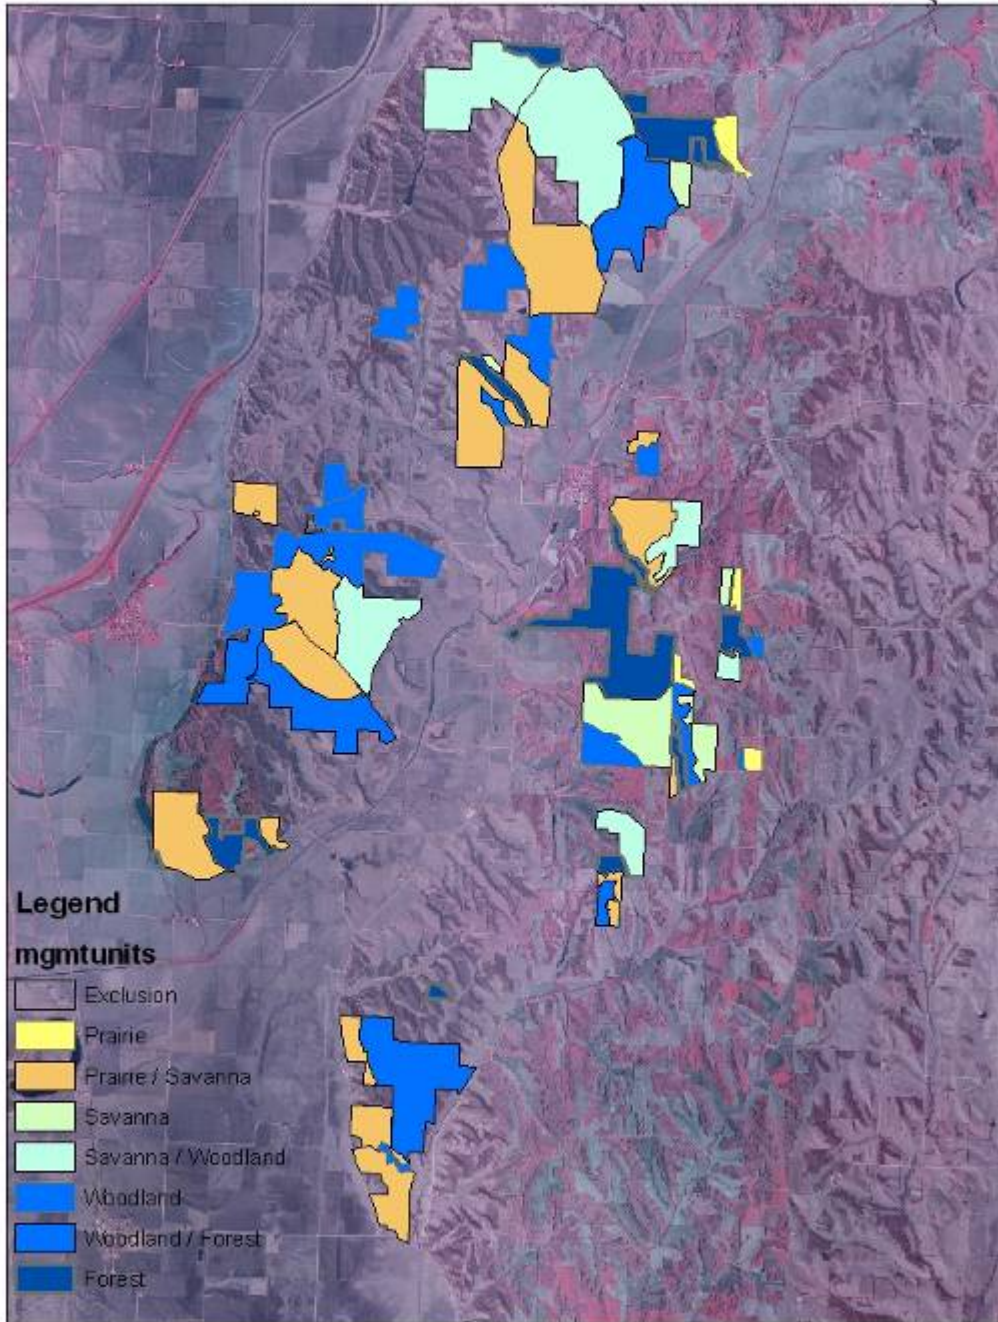 Legend
mgmtunits
Exclusion
Prairie
Prairie / Savanna
Savanna
Savanna / Woodland
Woodland
Woodland / Forest
Forest